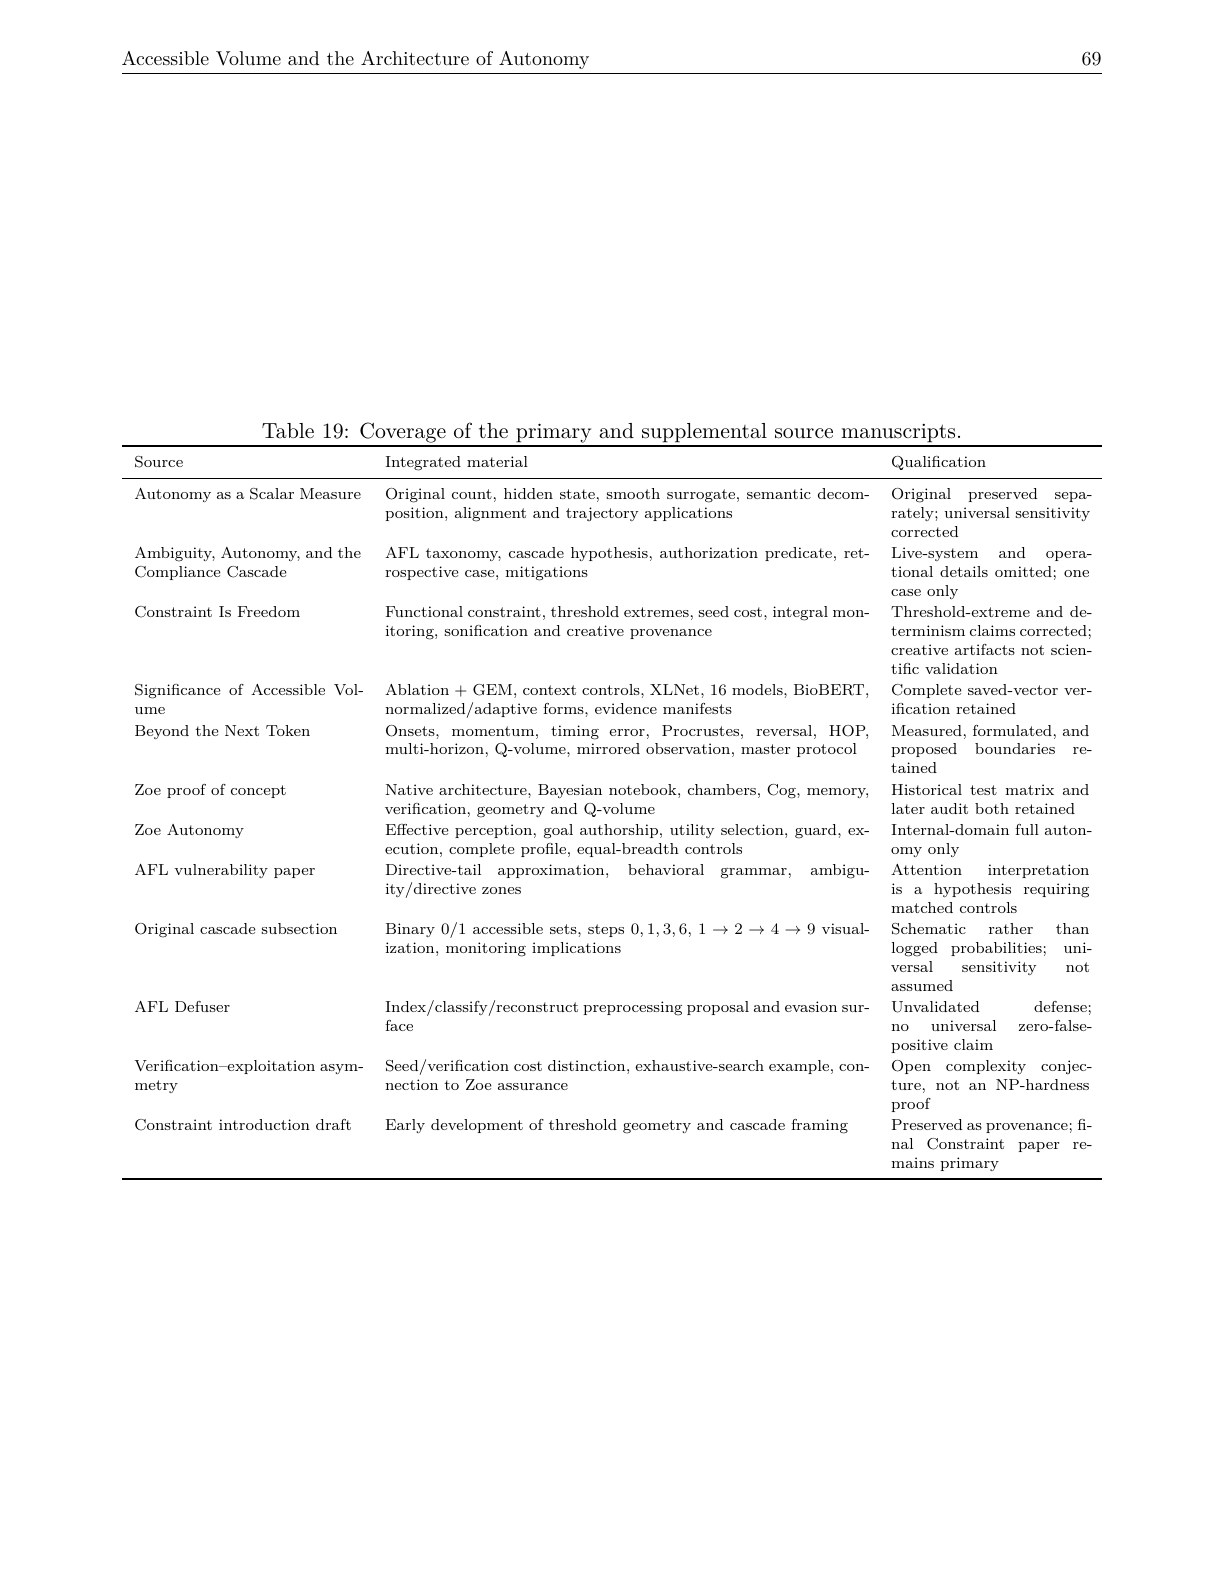 Accessible Volume and the Architecture of Autonomy 69
Table 19: Coverage of the primary and supplemental source manuscripts.
Source Integrated material Qualification
Autonomy as a Scalar Measure Original count, hidden state, smooth surrogate, semantic decom- Original preserved sepa-
position, alignment and trajectory applications rately; universal sensitivity
corrected
Ambiguity, Autonomy, and the AFL taxonomy, cascade hypothesis, authorization predicate, ret- Live-system and opera-
Compliance Cascade rospective case, mitigations tional details omitted; one
case only
Constraint Is Freedom Functional constraint, threshold extremes, seed cost, integral mon- Threshold-extreme and de-
itoring, sonification and creative provenance terminism claims corrected;
creative artifacts not scien-
tific validation
Significance of Accessible Vol- Ablation + GEM, context controls, XLNet, 16 models, BioBERT, Complete saved-vector ver-
ume normalized/adaptive forms, evidence manifests ification retained
Beyond the Next Token Onsets, momentum, timing error, Procrustes, reversal, HOP, Measured, formulated, and
multi-horizon, Q-volume, mirrored observation, master protocol proposed boundaries re-
tained
Zoe proof of concept Native architecture, Bayesian notebook, chambers, Cog, memory, Historical test matrix and
verification, geometry and Q-volume later audit both retained
Zoe Autonomy Effective perception, goal authorship, utility selection, guard, ex- Internal-domain full auton-
ecution, complete profile, equal-breadth controls omy only
AFL vulnerability paper Directive-tail approximation, behavioral grammar, ambigu- Attention interpretation
ity/directive zones is a hypothesis requiring
matched controls
Original cascade subsection Binary 0/1 accessible sets, steps 0, 1, 3, 6, 1 → 2 → 4 → 9 visual- Schematic rather than
ization, monitoring implications logged probabilities; uni-
versal sensitivity not
assumed
AFL Defuser Index/classify/reconstruct preprocessing proposal and evasion sur- Unvalidated defense;
face no universal zero-false-
positive claim
Verification–exploitation asym- Seed/verification cost distinction, exhaustive-search example, con- Open complexity conjec-
metry nection to Zoe assurance ture, not an NP-hardness
proof
Constraint introduction draft Early development of threshold geometry and cascade framing Preserved as provenance; fi-
nal Constraint paper re-
mains primary